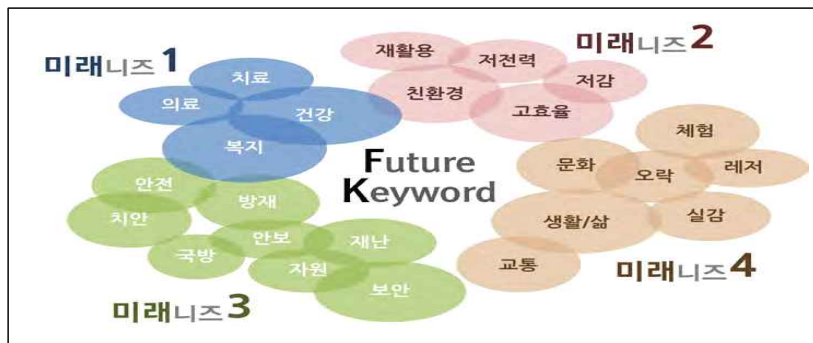 미래니즈1
치료
의료
건강
복지
미래니즈2
재활용
저전력
저감
친환경
고효율
Future
Keyword
안전
방재
치안
안보
재난
국방
자원
보안
미래니즈3
체험
문화
오락
레저
생활/삶
실감
교통
미래니즈4